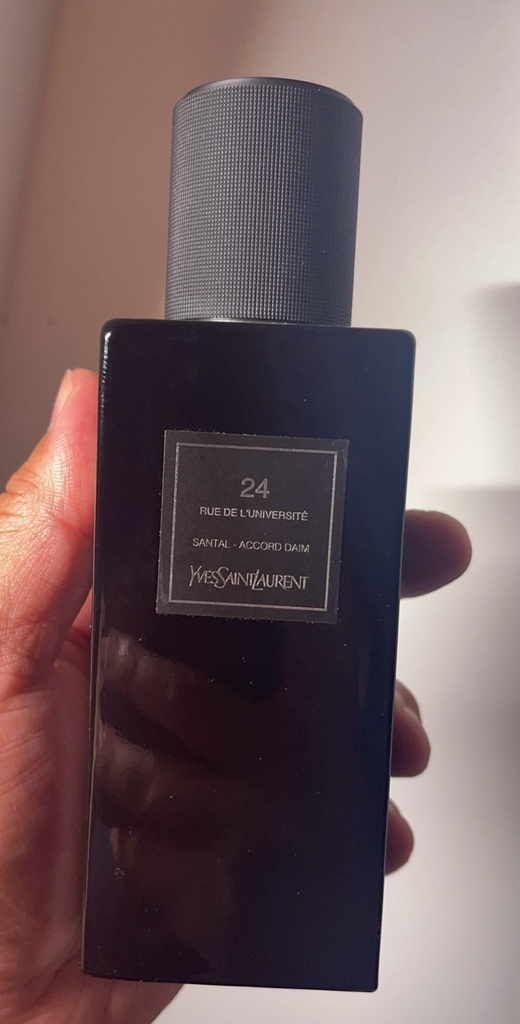 24
RUE DE L'UNIVERSITÉ
SANTAL - ACCORD DAIM
YVESSAINTLAURENT